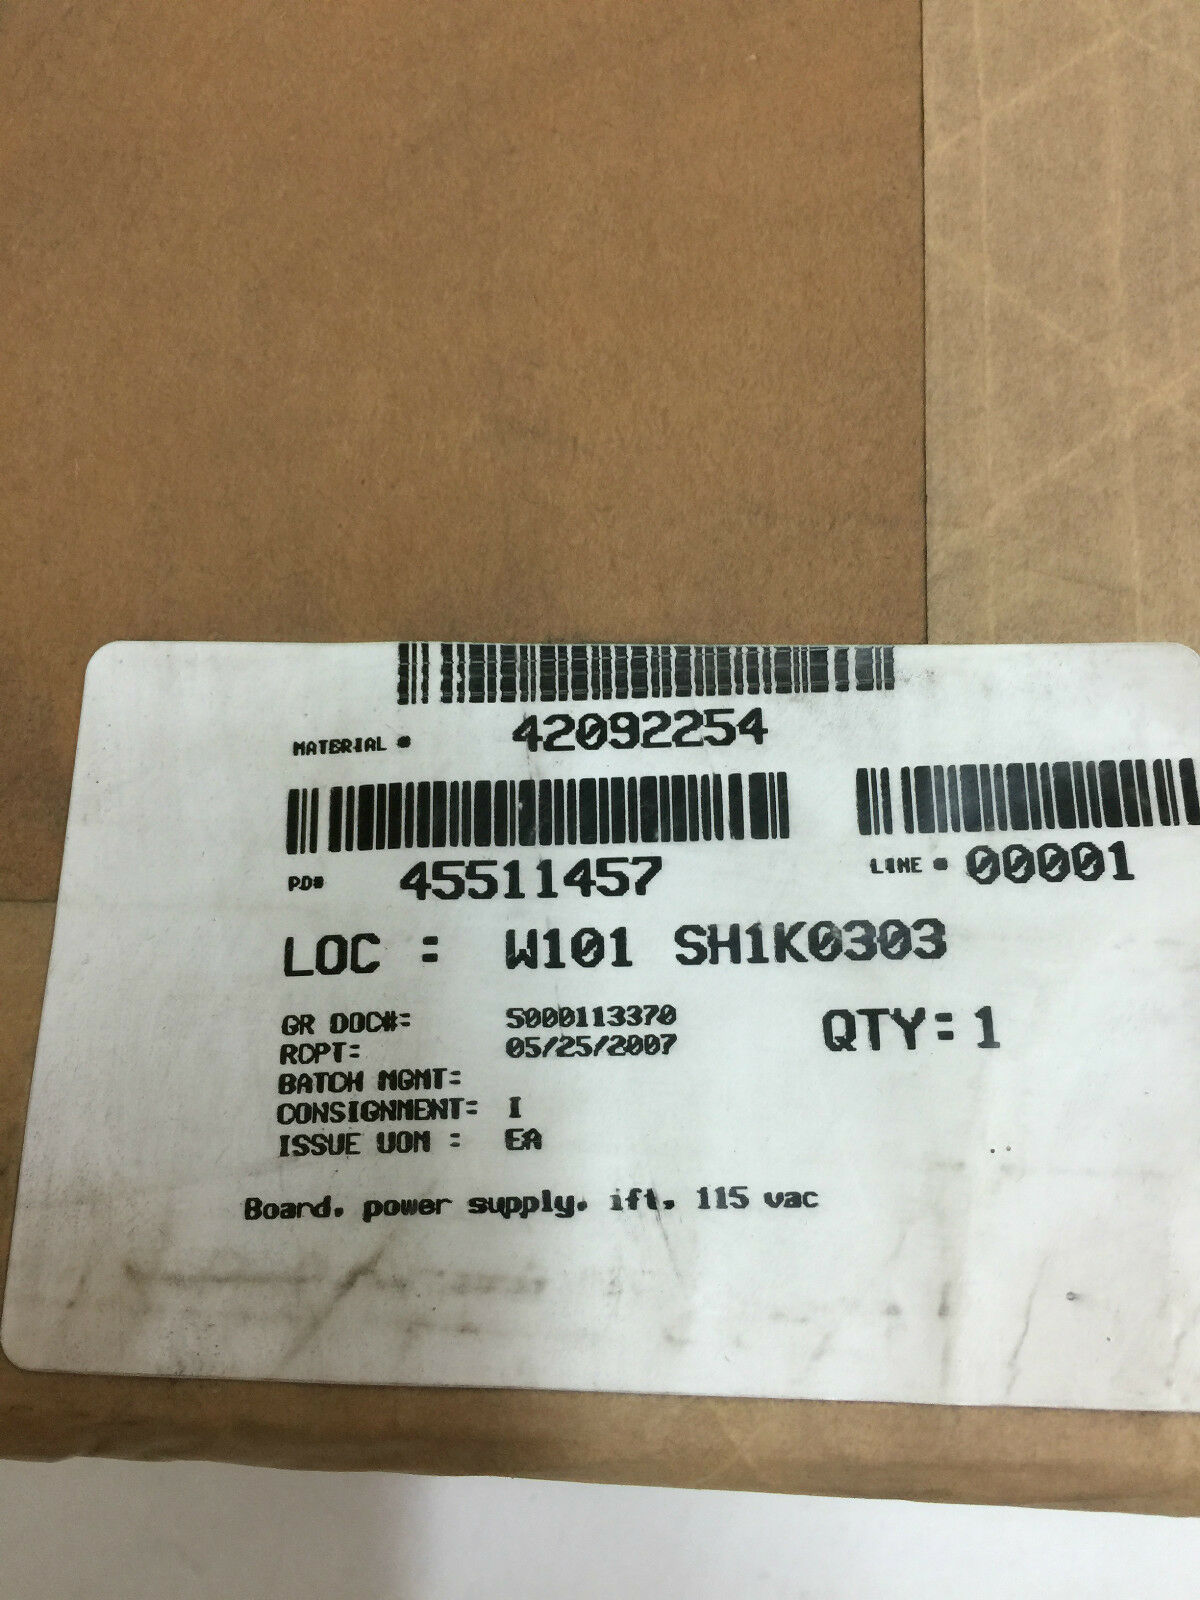 MATERIAL # 42092254
PO# 45511457
LINE # 00001
LOC : W101 SH1K0303
GR DOC#: 5000113370
QTY: 1
RCPT: 05/25/2007
BATCH MGMT:
CONSIGNMENT: I
ISSUE UOM : EA
Board, power supply, ift, 115 vac